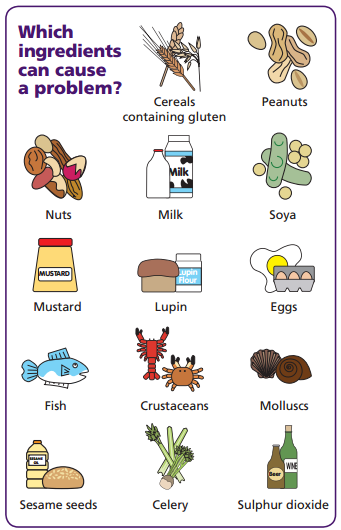 Which
ingredients
can cause
a problem?
Cereals
containing gluten
Peanuts
Nuts
Milk
Milk
Soya
MUSTARD
Mustard
Lupin
Flour
Lupin
Eggs
Fish
Crustaceans
Molluscs
SESAME
OIL
Sesame seeds
Celery
Beer
WINE
Sulphur dioxide